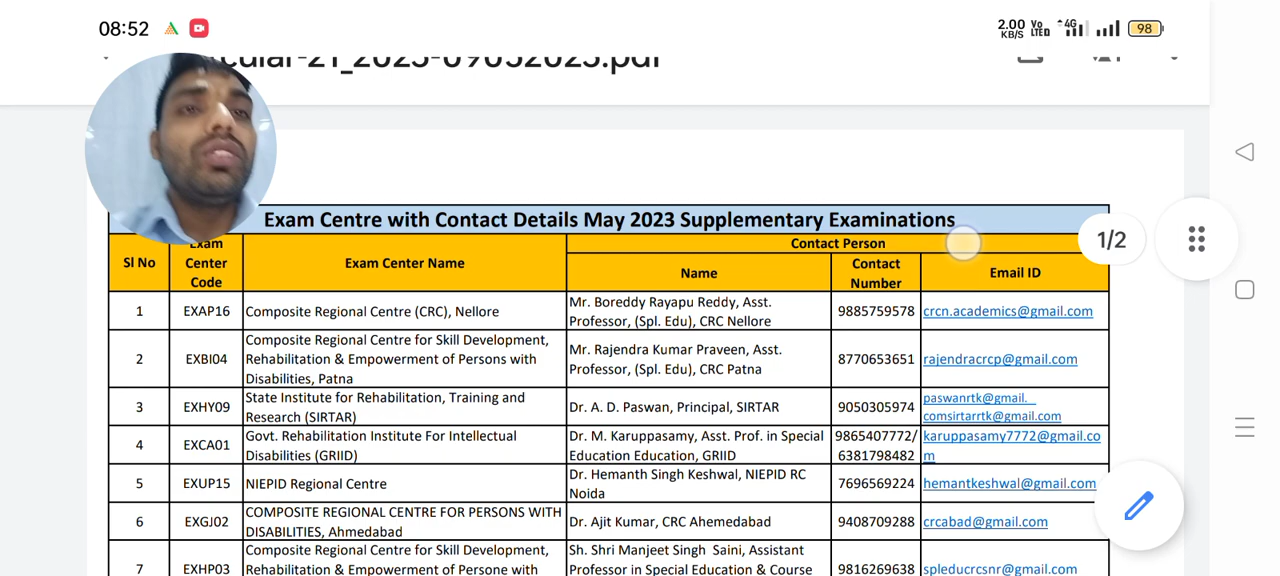 08:52
2.00 KB/S Vo LTED 4G 98
cular-21_2023-09052023.pdf
Exam Centre with Contact Details May 2023 Supplementary Examinations
1/2
Sl No Exam Center Code Exam Center Name Contact Person
Name Contact Number Email ID
1 EXAP16 Composite Regional Centre (CRC), Nellore Mr. Boreddy Rayapu Reddy, Asst. Professor, (Spl. Edu), CRC Nellore 9885759578 crcn.academics@gmail.com
2 EXBI04 Composite Regional Centre for Skill Development, Rehabilitation & Empowerment of Persons with Disabilities, Patna Mr. Rajendra Kumar Praveen, Asst. Professor, (Spl. Edu), CRC Patna 8770653651 rajendracrcp@gmail.com
3 EXHY09 State Institute for Rehabilitation, Training and Research (SIRTAR) Dr. A. D. Paswan, Principal, SIRTAR 9050305974 paswanrtk@gmail. comsirtarrtk@gmail.com
4 EXCA01 Govt. Rehabilitation Institute For Intellectual Disabilities (GRIID) Dr. M. Karuppasamy, Asst. Prof. in Special Education Education, GRIID 9865407772/ 6381798482 karuppasamy7772@gmail.com
5 EXUP15 NIEPID Regional Centre Dr. Hemanth Singh Keshwal, NIEPID RC Noida 7696569224 hemantkeshwal@gmail.com
6 EXGJ02 COMPOSITE REGIONAL CENTRE FOR PERSONS WITH DISABILITIES, Ahmedabad Dr. Ajit Kumar, CRC Ahemedabad 9408709288 crcabad@gmail.com
7 EXHP03 Composite Regional Centre for Skill Development, Rehabilitation & Empowerment of Persone with Sh. Shri Manjeet Singh Saini, Assistant Professor in Special Education & Course 9816269638 spleducrcsnr@gmail.com